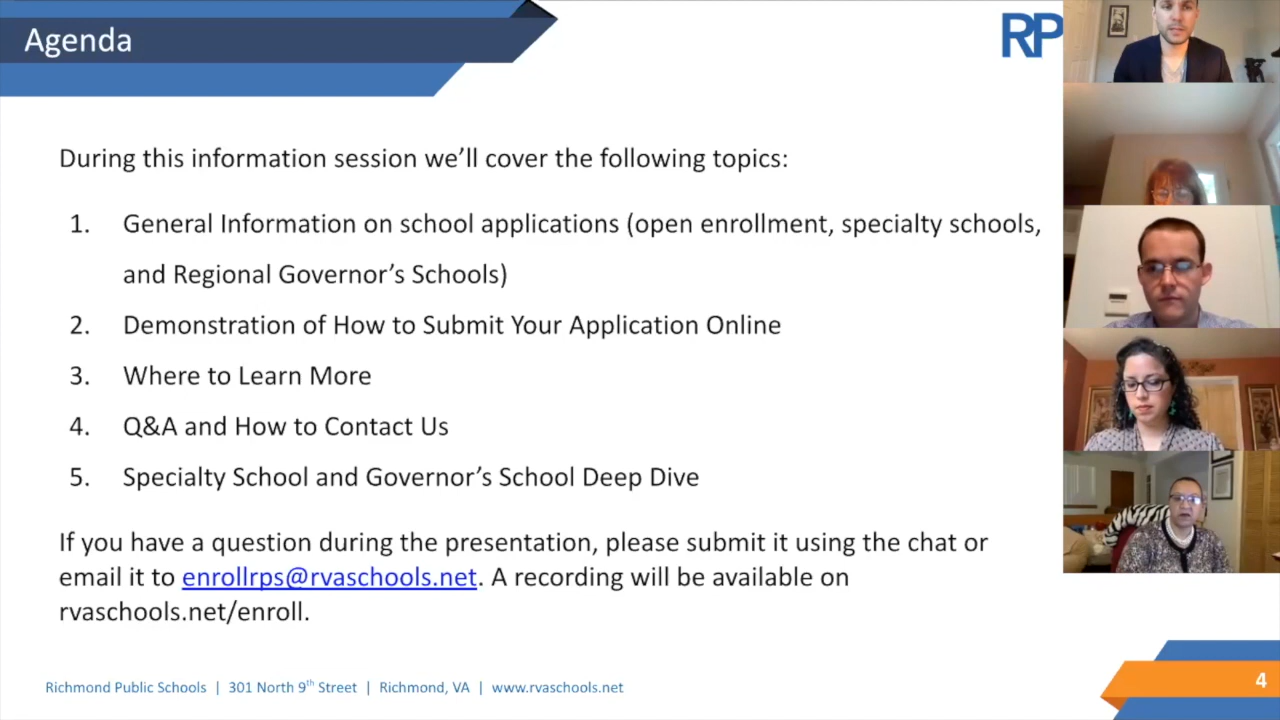 Agenda
RP
During this information session we'll cover the following topics:
1. General Information on school applications (open enrollment, specialty schools,
and Regional Governor's Schools)
2. Demonstration of How to Submit Your Application Online
3. Where to Learn More
4. Q&A and How to Contact Us
5. Specialty School and Governor's School Deep Dive
If you have a question during the presentation, please submit it using the chat or
email it to enrollrps@rvaschools.net. A recording will be available on
rvaschools.net/enroll.
Richmond Public Schools | 301 North 9th Street | Richmond, VA | www.rvaschools.net
4